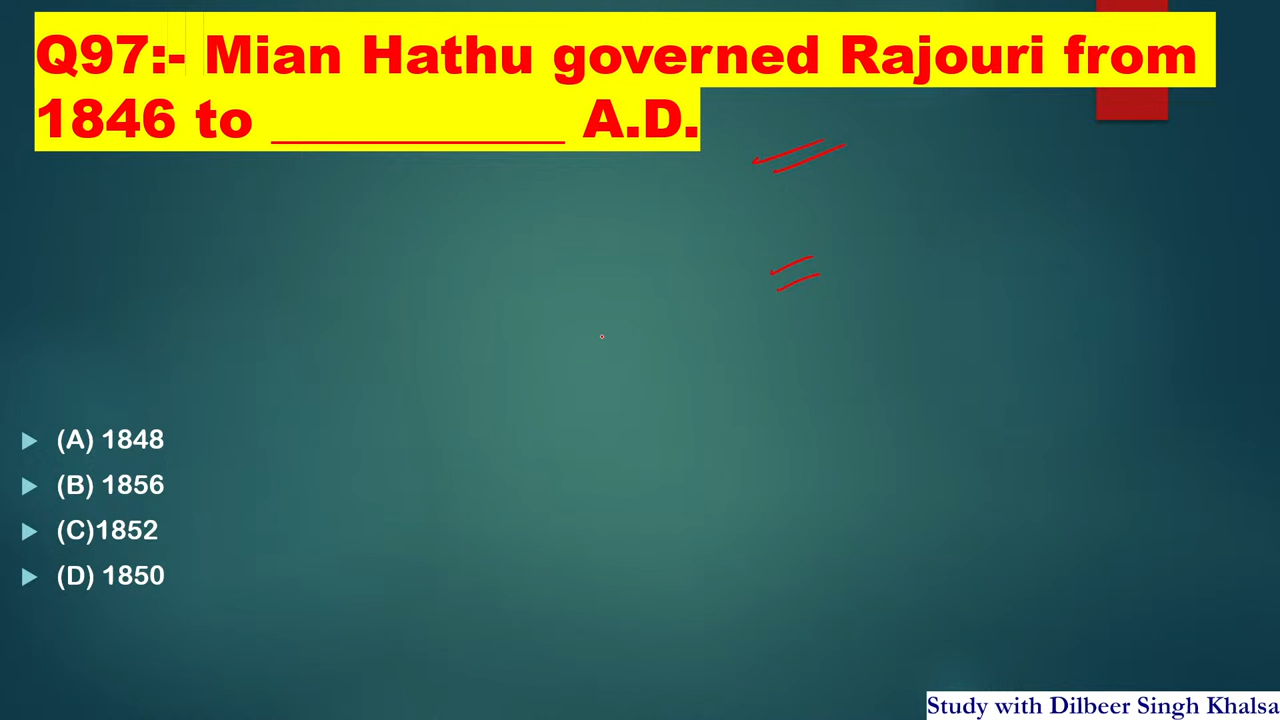 Q97:- Mian Hathu governed Rajouri from
1846 to ___________ A.D.
(A) 1848
(B) 1856
(C)1852
(D) 1850
Study with Dilbeer Singh Khalsa